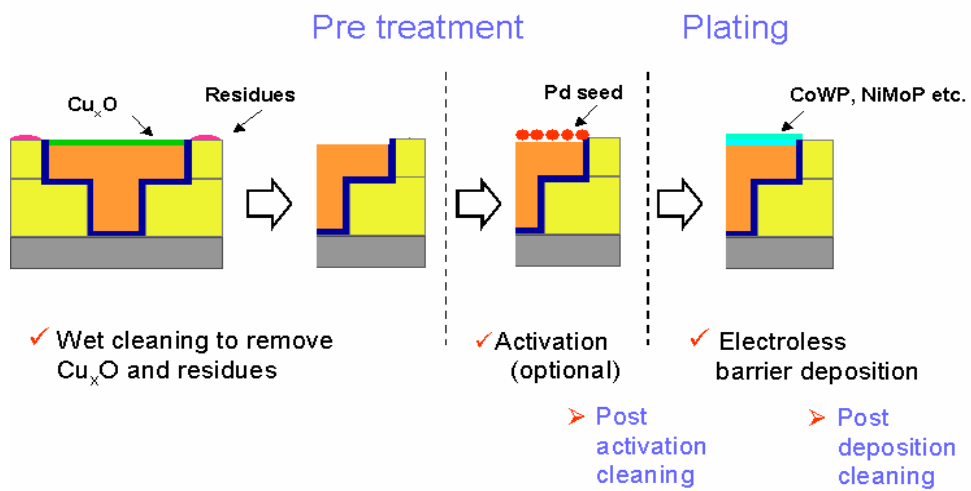 Pre treatment
Plating
CuxO
Residues
Pd seed
CoWP, NiMoP etc.
✓ Wet cleaning to remove
CuxO and residues
✓ Activation
(optional)
✓ Electroless
barrier deposition
➢ Post
activation
cleaning
➢ Post
deposition
cleaning